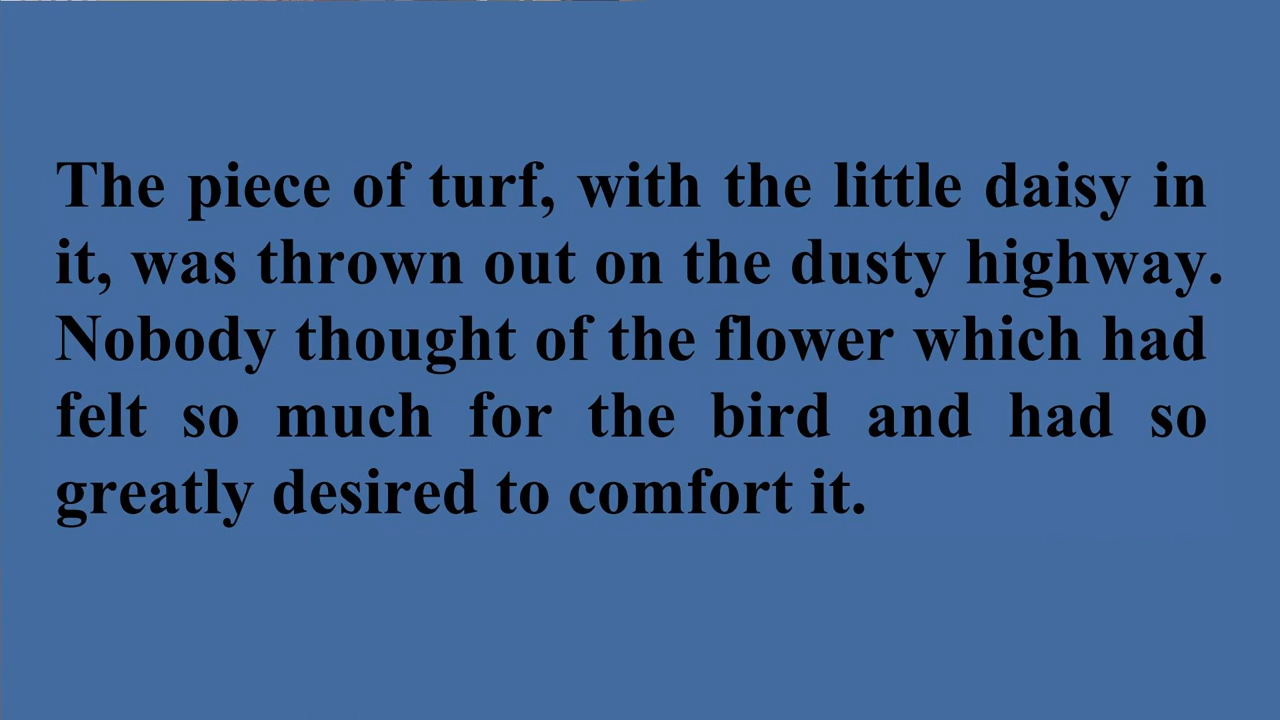 The piece of turf, with the little daisy in
it, was thrown out on the dusty highway.
Nobody thought of the flower which had
felt so much for the bird and had so
greatly desired to comfort it.